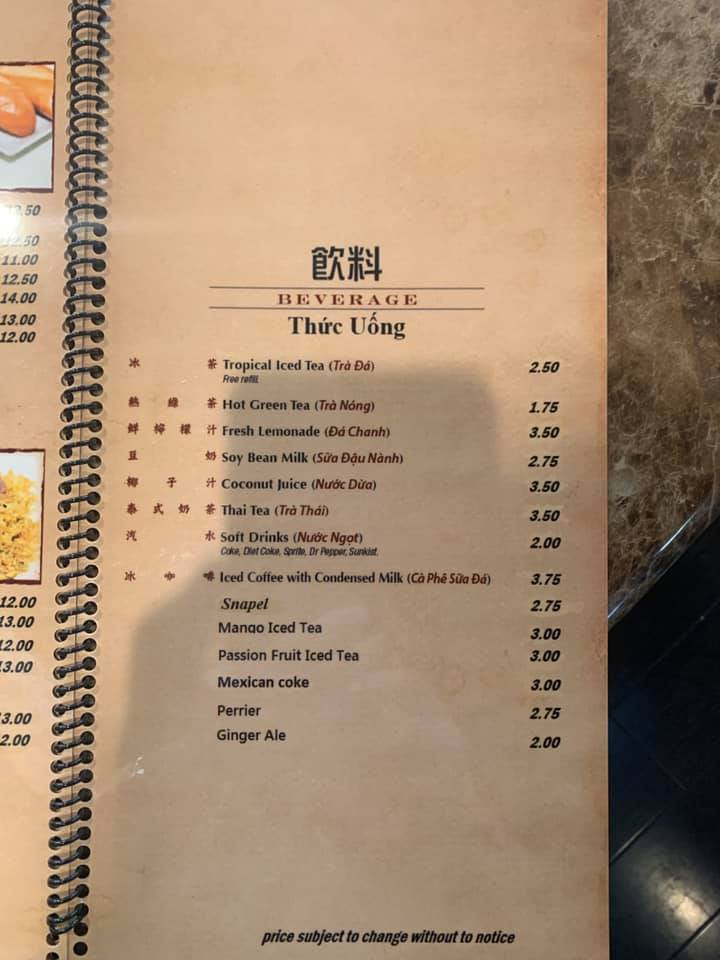 12.50
12.50
11.00
12.50
14.00
13.00
12.00
12.00
13.00
12.00
13.00
13.00
12.00
飲料
BEVERAGE
Thức Uống
冰茶 Tropical Iced Tea (Trà Đá) 2.50
Free refill.
熱綠茶 Hot Green Tea (Trà Nóng) 1.75
鮮檸檬汁 Fresh Lemonade (Đá Chanh) 3.50
豆奶 Soy Bean Milk (Sữa Đậu Nành) 2.75
椰子汁 Coconut Juice (Nước Dừa) 3.50
泰式奶茶 Thai Tea (Trà Thái) 3.50
汽水 Soft Drinks (Nước Ngọt) 2.00
Coke, Diet Coke, Sprite, Dr Pepper, Sunkist.
冰咖啡 Iced Coffee with Condensed Milk (Cà Phê Sữa Đá) 3.75
Snapel 2.75
Mango Iced Tea 3.00
Passion Fruit Iced Tea 3.00
Mexican coke 3.00
Perrier 2.75
Ginger Ale 2.00
price subject to change without to notice